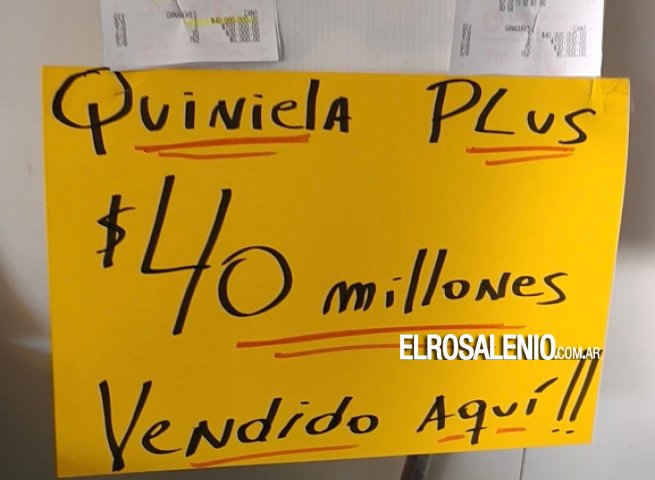 Quiniela Plus
$40 millones
ELROSALENIO.COM.AR
Vendido Aquí!!